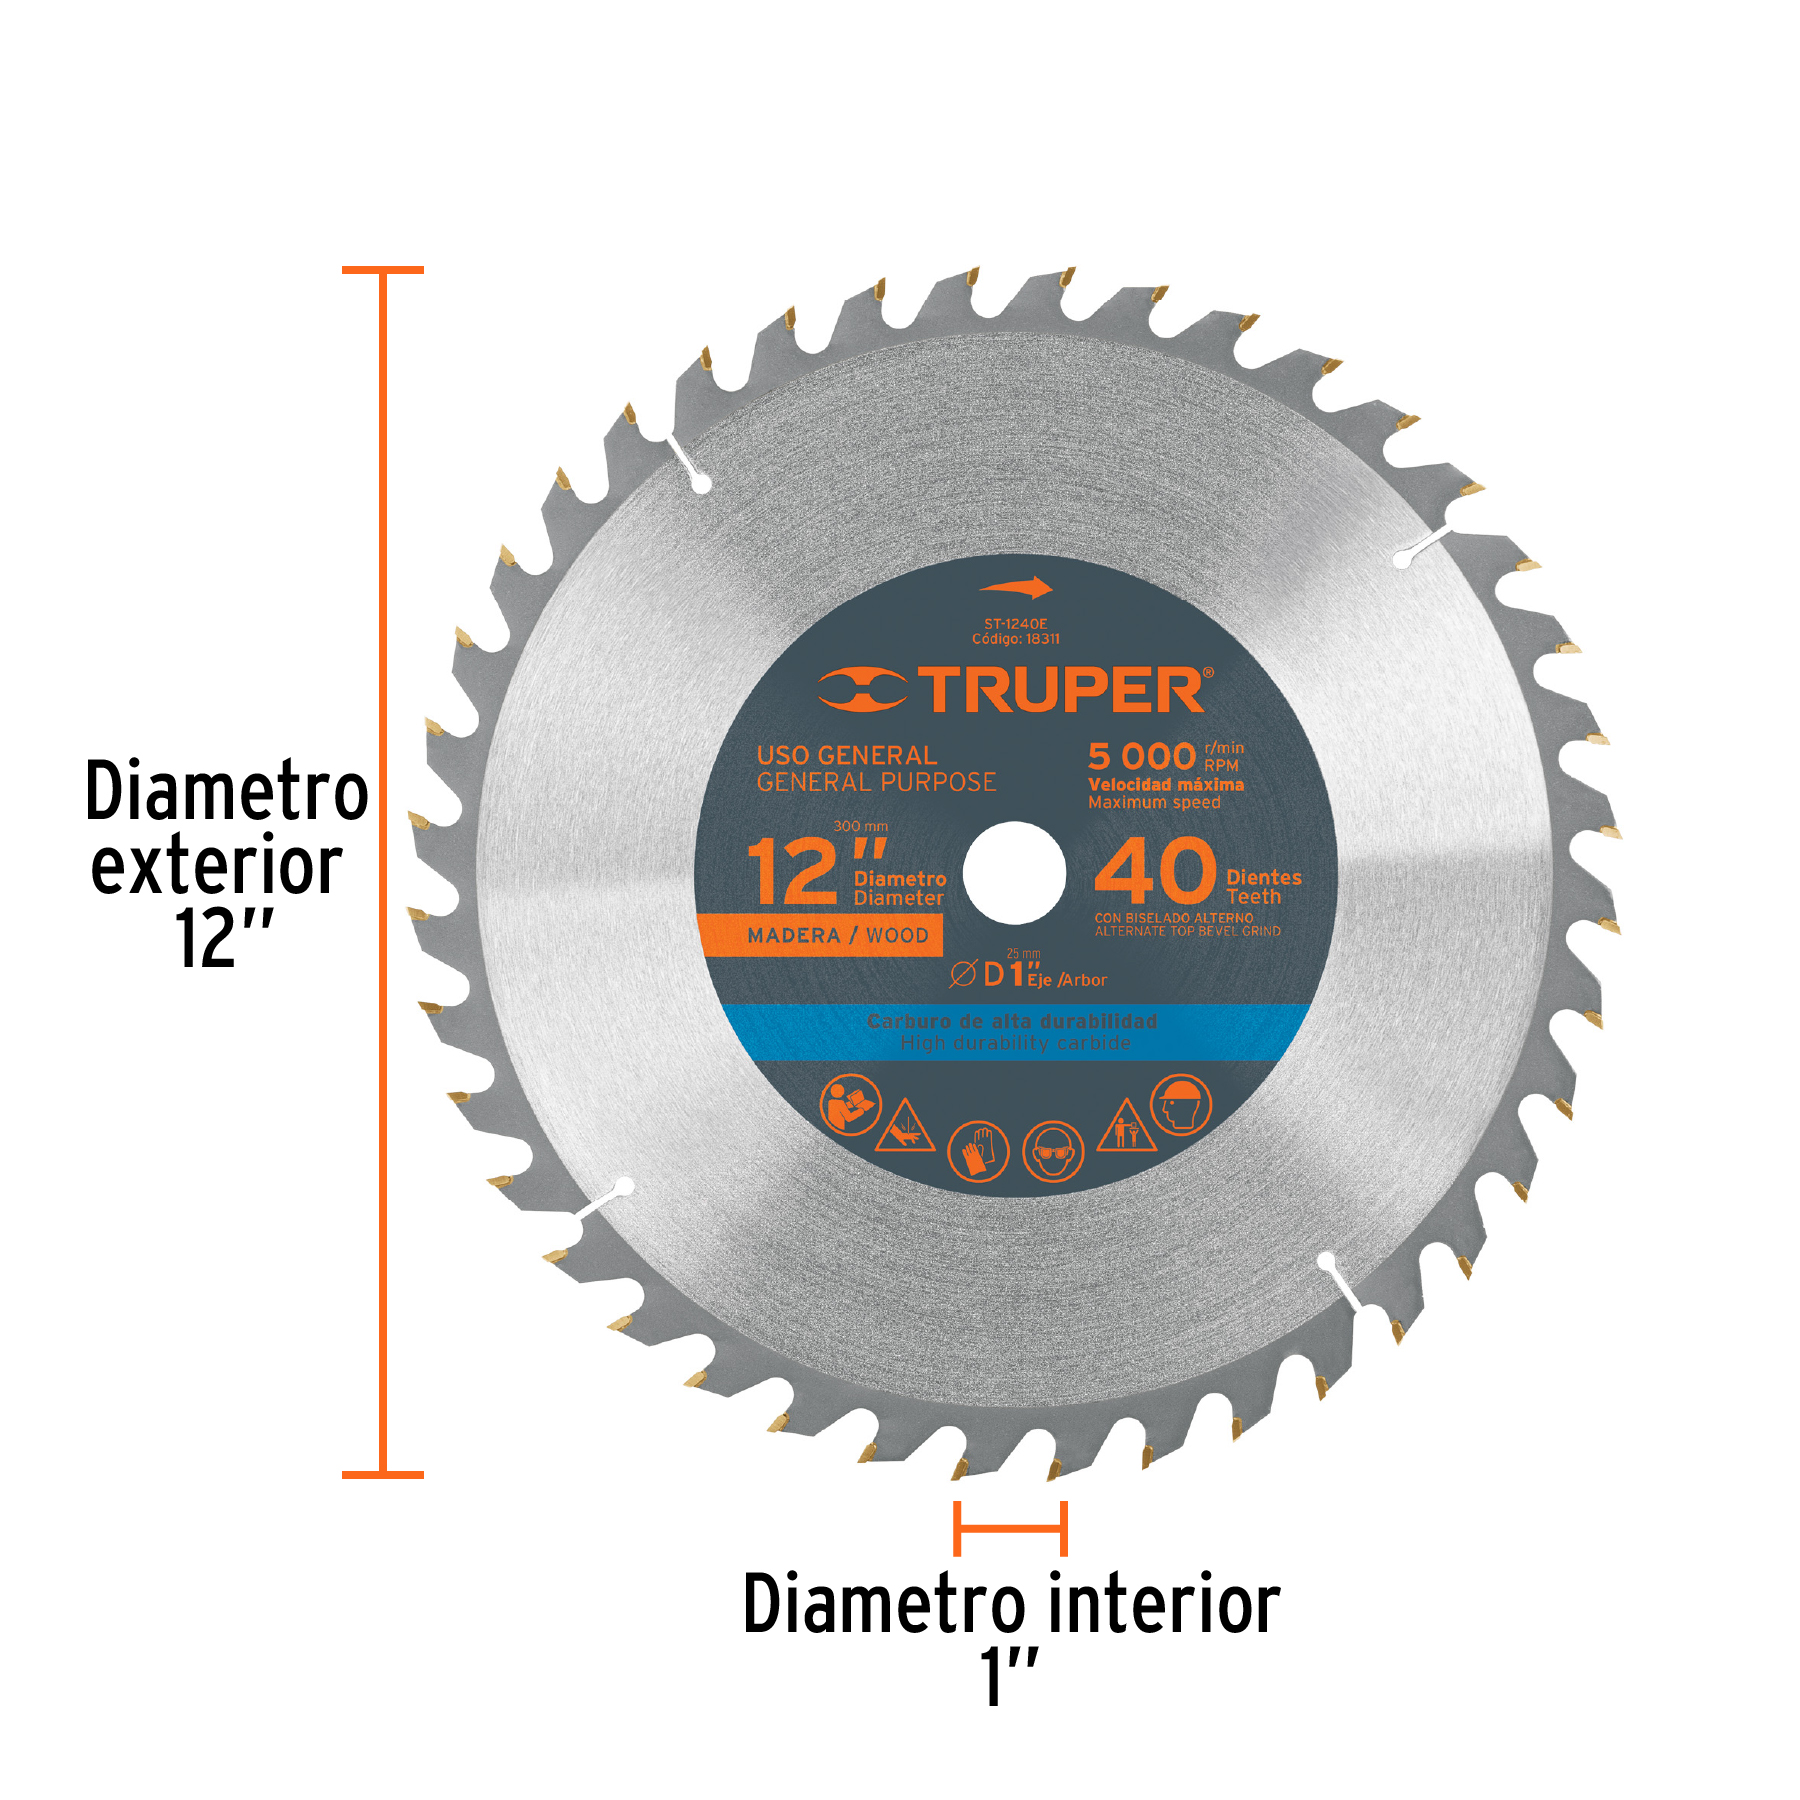 ST-1240E
Código: 18311
TRUPER®
USO GENERAL
GENERAL PURPOSE
5 000 r/min
RPM
Velocidad máxima
Maximum speed
300 mm
12"
Diametro
Diameter
MADERA / WOOD
40 Dientes
Teeth
CON BISELADO ALTERNO
ALTERNATE TOP BEVEL GRIND
25 mm
Ø D 1" Eje /Arbor
Carburo de alta durabilidad
High durability carbide
Diametro
exterior
12"
Diametro interior
1"